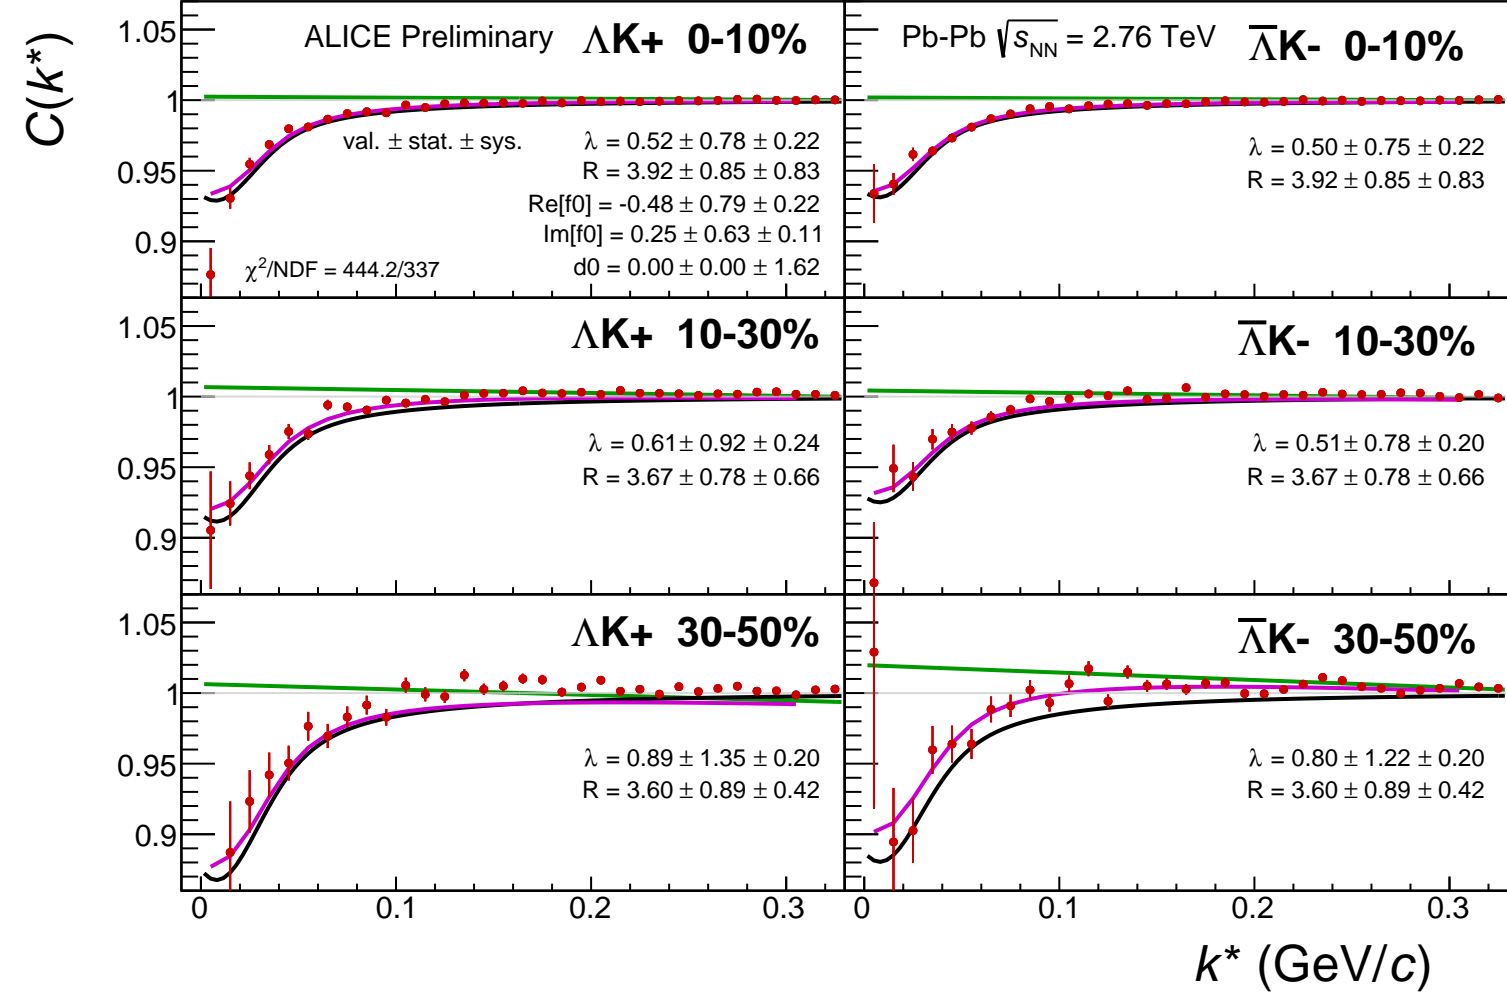 C(k*)
ALICE Preliminary ΛK+ 0-10%
1.05
1
0.95
0.9
val. ± stat. ± sys.
λ = 0.52 ± 0.78 ± 0.22
R = 3.92 ± 0.85 ± 0.83
Re[f0] = -0.48 ± 0.79 ± 0.22
Im[f0] = 0.25 ± 0.63 ± 0.11
d0 = 0.00 ± 0.00 ± 1.62
χ²/NDF = 444.2/337
Pb-Pb √sNN = 2.76 TeV Λ̅K- 0-10%
λ = 0.50 ± 0.75 ± 0.22
R = 3.92 ± 0.85 ± 0.83
ΛK+ 10-30%
1.05
1
0.95
0.9
λ = 0.61 ± 0.92 ± 0.24
R = 3.67 ± 0.78 ± 0.66
Λ̅K- 10-30%
λ = 0.51 ± 0.78 ± 0.20
R = 3.67 ± 0.78 ± 0.66
ΛK+ 30-50%
1.05
1
0.95
0.9
λ = 0.89 ± 1.35 ± 0.20
R = 3.60 ± 0.89 ± 0.42
Λ̅K- 30-50%
λ = 0.80 ± 1.22 ± 0.20
R = 3.60 ± 0.89 ± 0.42
0 0.1 0.2 0.3 0 0.1 0.2 0.3
k* (GeV/c)